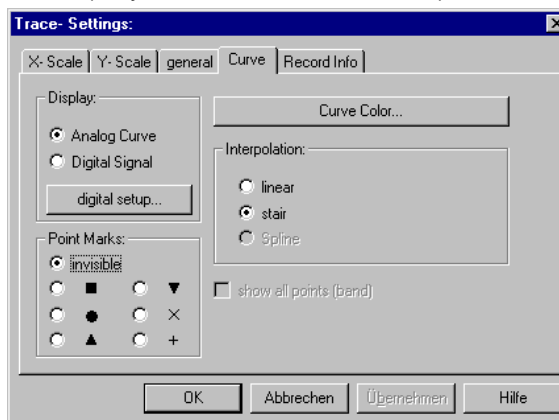 Trace- Settings:
X- Scale Y- Scale general Curve Record Info
Display:
Analog Curve
Digital Signal
digital setup...
Curve Color...
Interpolation:
linear
stair
Spline
Point Marks:
invisible
show all points (band)
OK Abbrechen Übernehmen Hilfe